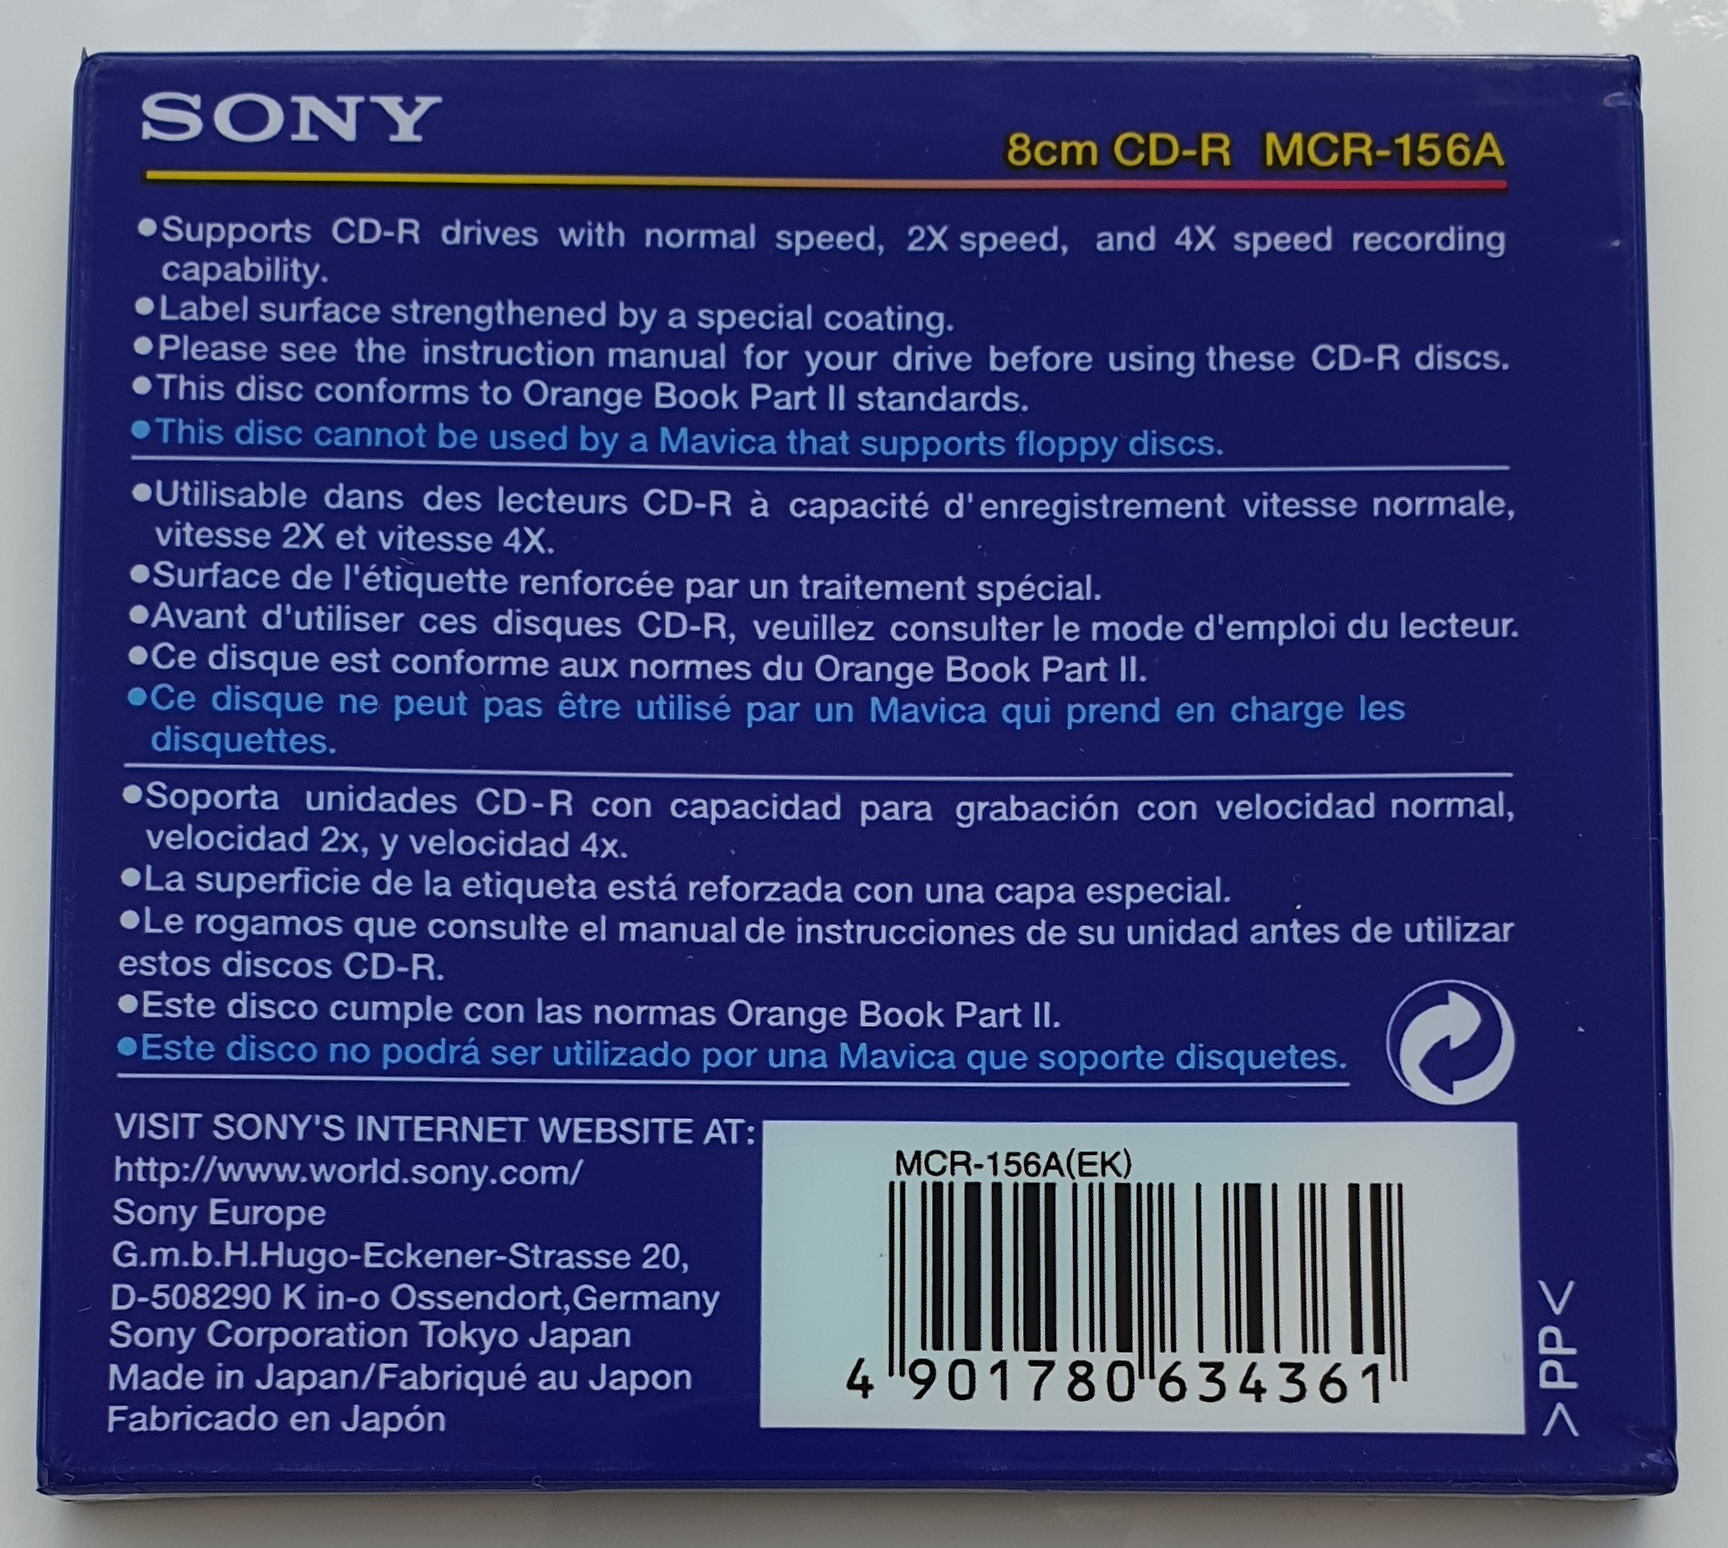 SONY
8cm CD-R MCR-156A
●Supports CD-R drives with normal speed, 2X speed, and 4X speed recording
capability.
●Label surface strengthened by a special coating.
●Please see the instruction manual for your drive before using these CD-R discs.
●This disc conforms to Orange Book Part II standards.
●This disc cannot be used by a Mavica that supports floppy discs.
●Utilisable dans des lecteurs CD-R à capacité d'enregistrement vitesse normale,
vitesse 2X et vitesse 4X.
●Surface de l'étiquette renforcée par un traitement spécial.
●Avant d'utiliser ces disques CD-R, veuillez consulter le mode d'emploi du lecteur.
●Ce disque est conforme aux normes du Orange Book Part II.
●Ce disque ne peut pas être utilisé par un Mavica qui prend en charge les
disquettes.
●Soporta unidades CD-R con capacidad para grabación con velocidad normal,
velocidad 2x, y velocidad 4x.
●La superficie de la etiqueta está reforzada con una capa especial.
●Le rogamos que consulte el manual de instrucciones de su unidad antes de utilizar
estos discos CD-R.
●Este disco cumple con las normas Orange Book Part II.
●Este disco no podrá ser utilizado por una Mavica que soporte disquetes.
VISIT SONY'S INTERNET WEBSITE AT:
http://www.world.sony.com/
Sony Europe
G.m.b.H.Hugo-Eckener-Strasse 20,
D-508290 K in-o Ossendort,Germany
Sony Corporation Tokyo Japan
Made in Japan/Fabriqué au Japon
Fabricado en Japón
MCR-156A(EK)
4 901780 634361
>PP<